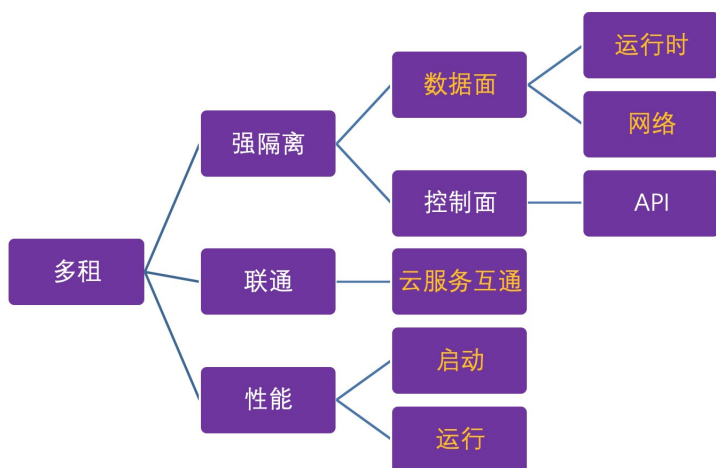 多租
强隔离
数据面
运行时
网络
控制面
API
联通
云服务互通
性能
启动
运行